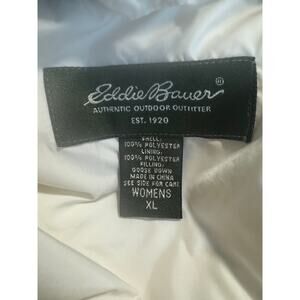 Eddie Bauer ®
AUTHENTIC OUTDOOR OUTFITTER
EST. 1920
SHELL:
100% POLYESTER
LINING:
100% POLYESTER
FILLING:
GOOSE DOWN
MADE IN CHINA
SEE SIDE FOR CARE
WOMENS
XL